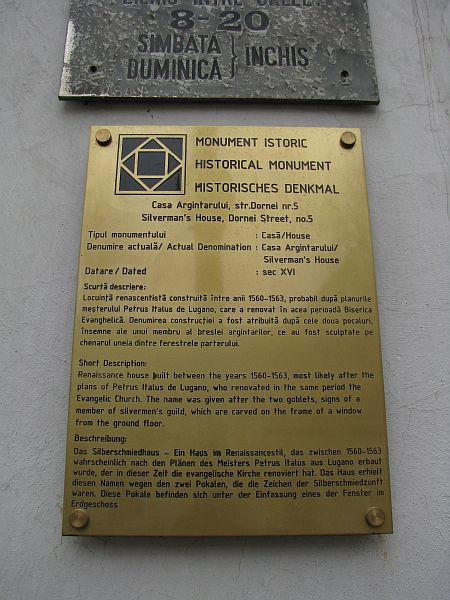 ZILNIC INTRE ORELE
8-20
SIMBATA
DUMINICĂ } INCHIS
MONUMENT ISTORIC
HISTORICAL MONUMENT
HISTORISCHES DENKMAL
Casa Argintarului, str.Dornei nr.5
Silverman's House, Dornei Street, no.5
Tipul monumentului : Casă/House
Denumire actuală/ Actual Denomination : Casa Argintarului/
Silverman's House
Datare / Dated : sec XVI
Scurtă descriere:
Locuință renascentistă construită între anii 1560-1563, probabil după planurile
meșterului Petrus Italus de Lugano, care a renovat în acea perioadă Biserica
Evanghelică. Denumirea construcției a fost atribuită după cele doua pocaluri,
însemne ale unui membru al breslei argintarilor, ce au fost sculptate pe
chenarul uneia dintre ferestrele parterului.
Short Description:
Renaissance house built between the years 1560-1563, most likely after the
plans of Petrus Italus de Lugano, who renovated in the same period the
Evangelic Church. The name was given after the two goblets, signs of a
member of silvermen's guild, which are carved on the frame of a window
from the ground floor.
Beschreibung:
Das Silberschmiedhaus - Ein Haus im Renaissancestil, das zwischen 1560-1563
wahrscheinlich nach den Plänen des Meisters Petrus Italus aus Lugano erbaut
wurde, der in dieser Zeit die evangelische Kirche renoviert hat. Das Haus erhielt
diesen Namen wegen den zwei Pokalen, die die Zeichen der Silberschmiedzunft
waren. Diese Pokale befinden sich unter der Einfassung eines der Fenster im
Erdgeschoss